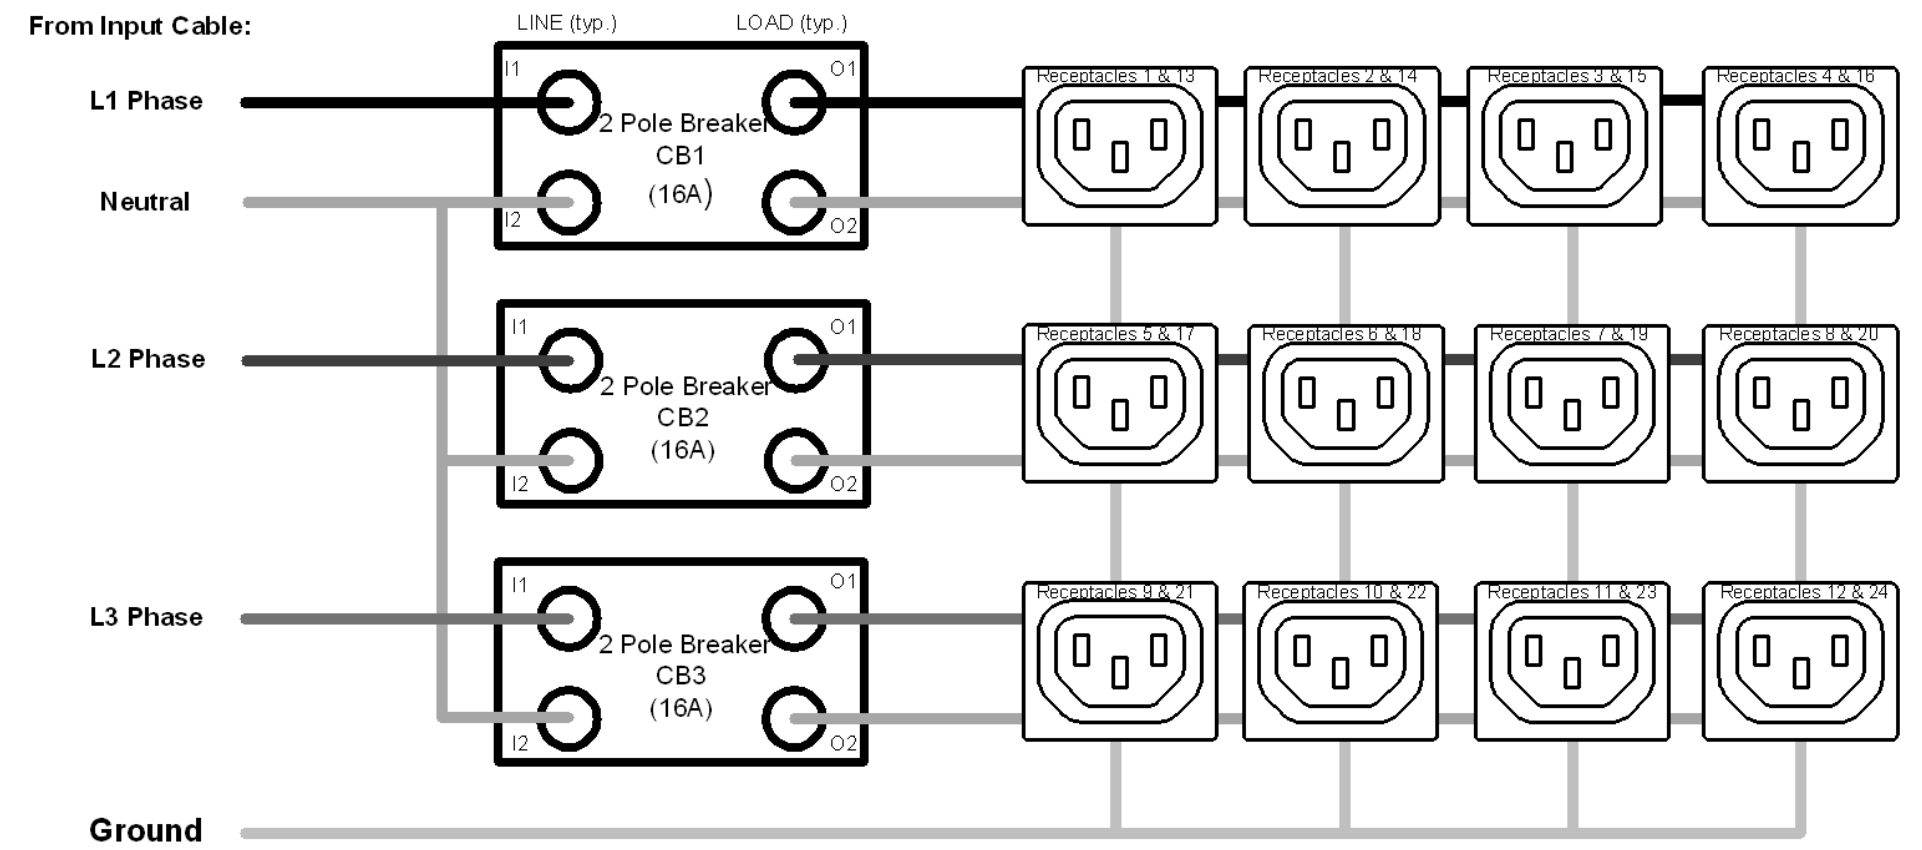 From Input Cable:
LINE (typ.)
LOAD (typ.)
L1 Phase
I1
O1
2 Pole Breaker
CB1
(16A)
I2
O2
Neutral
Receptacles 1 & 13
Receptacles 2 & 14
Receptacles 3 & 15
Receptacles 4 & 16
L2 Phase
I1
O1
2 Pole Breaker
CB2
(16A)
I2
O2
Receptacles 5 & 17
Receptacles 6 & 18
Receptacles 7 & 19
Receptacles 8 & 20
L3 Phase
I1
O1
2 Pole Breaker
CB3
(16A)
I2
O2
Receptacles 9 & 21
Receptacles 10 & 22
Receptacles 11 & 23
Receptacles 12 & 24
Ground